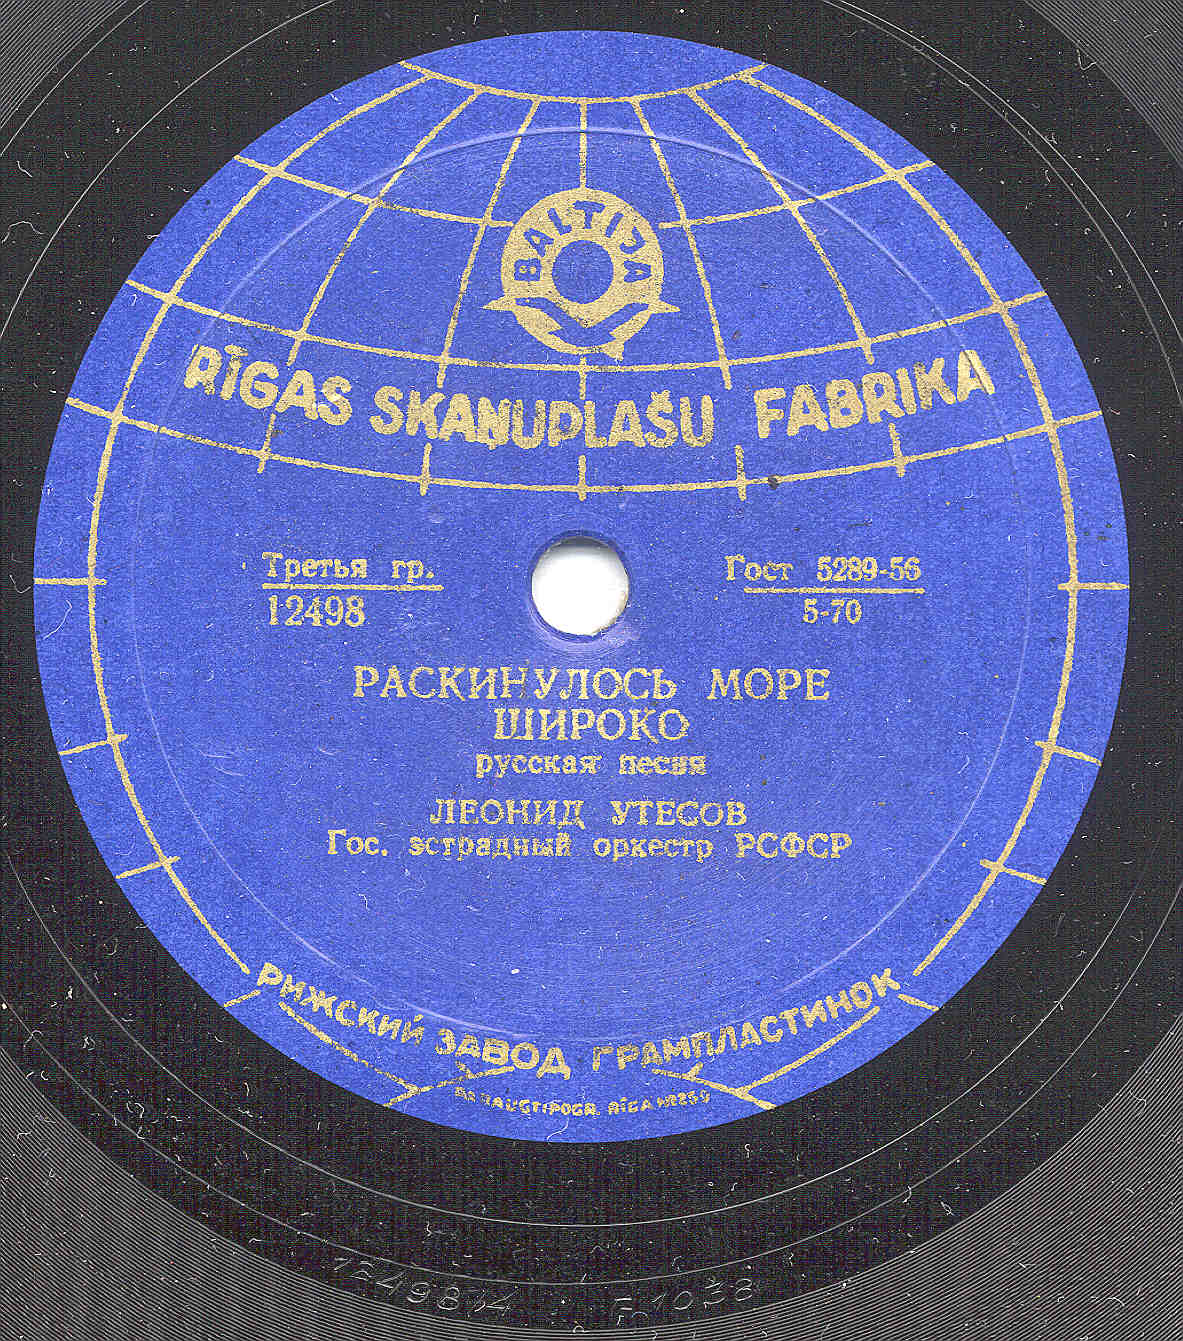 BALTIJA
RĪGAS SKAŅUPLAŠU FABRIKA
Третья гр.
12498
Гост 5289-56
5-70
РАСКИНУЛОСЬ МОРЕ
ШИРОКО
русская песня
ЛЕОНИД УТЕСОВ
Гос. эстрадный оркестр РСФСР
РИЖСКИЙ ЗАВОД ГРАМПЛАСТИНОК
RĪGA